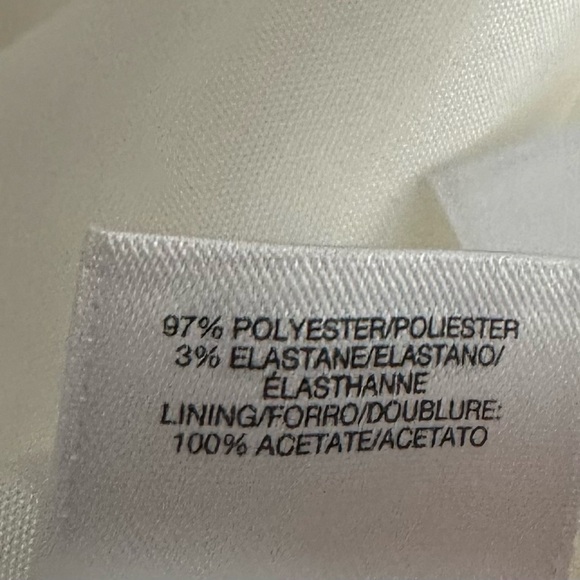 97% POLYESTER/POLIESTER
3% ELASTANE/ELASTANO/
ÉLASTHANNE
LINING/FORRO/DOUBLURE:
100% ACETATE/ACETATO